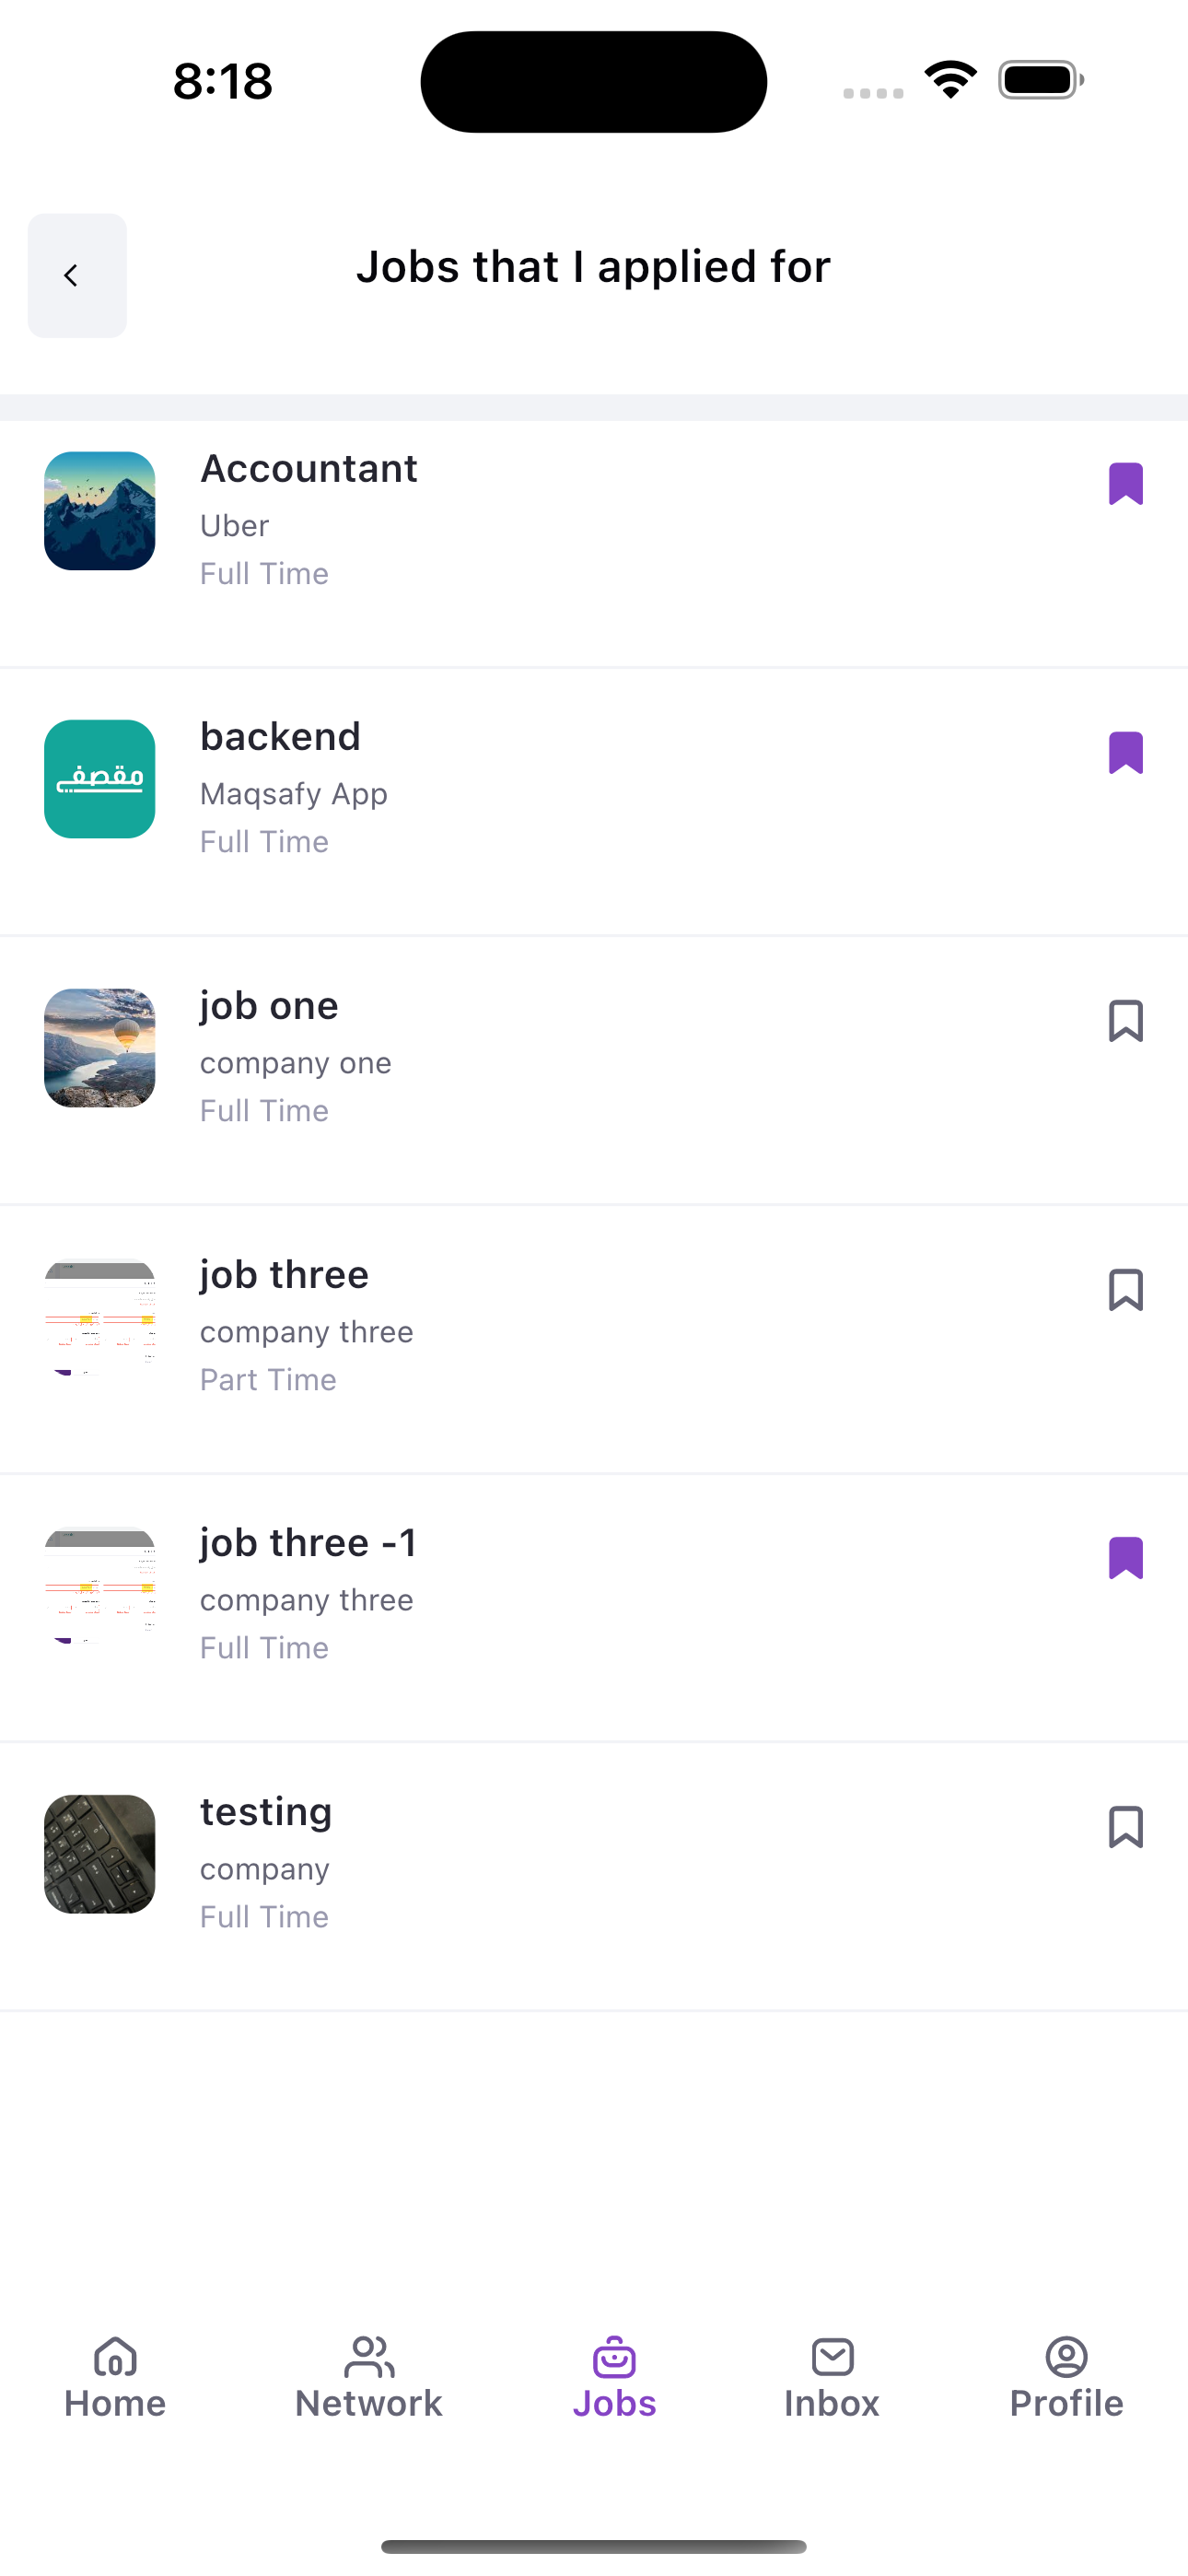 8:18
Jobs that I applied for
Accountant
Uber
Full Time
مقصفي
backend
Maqsafy App
Full Time
job one
company one
Full Time
job three
company three
Part Time
job three -1
company three
Full Time
testing
company
Full Time
Home
Network
Jobs
Inbox
Profile